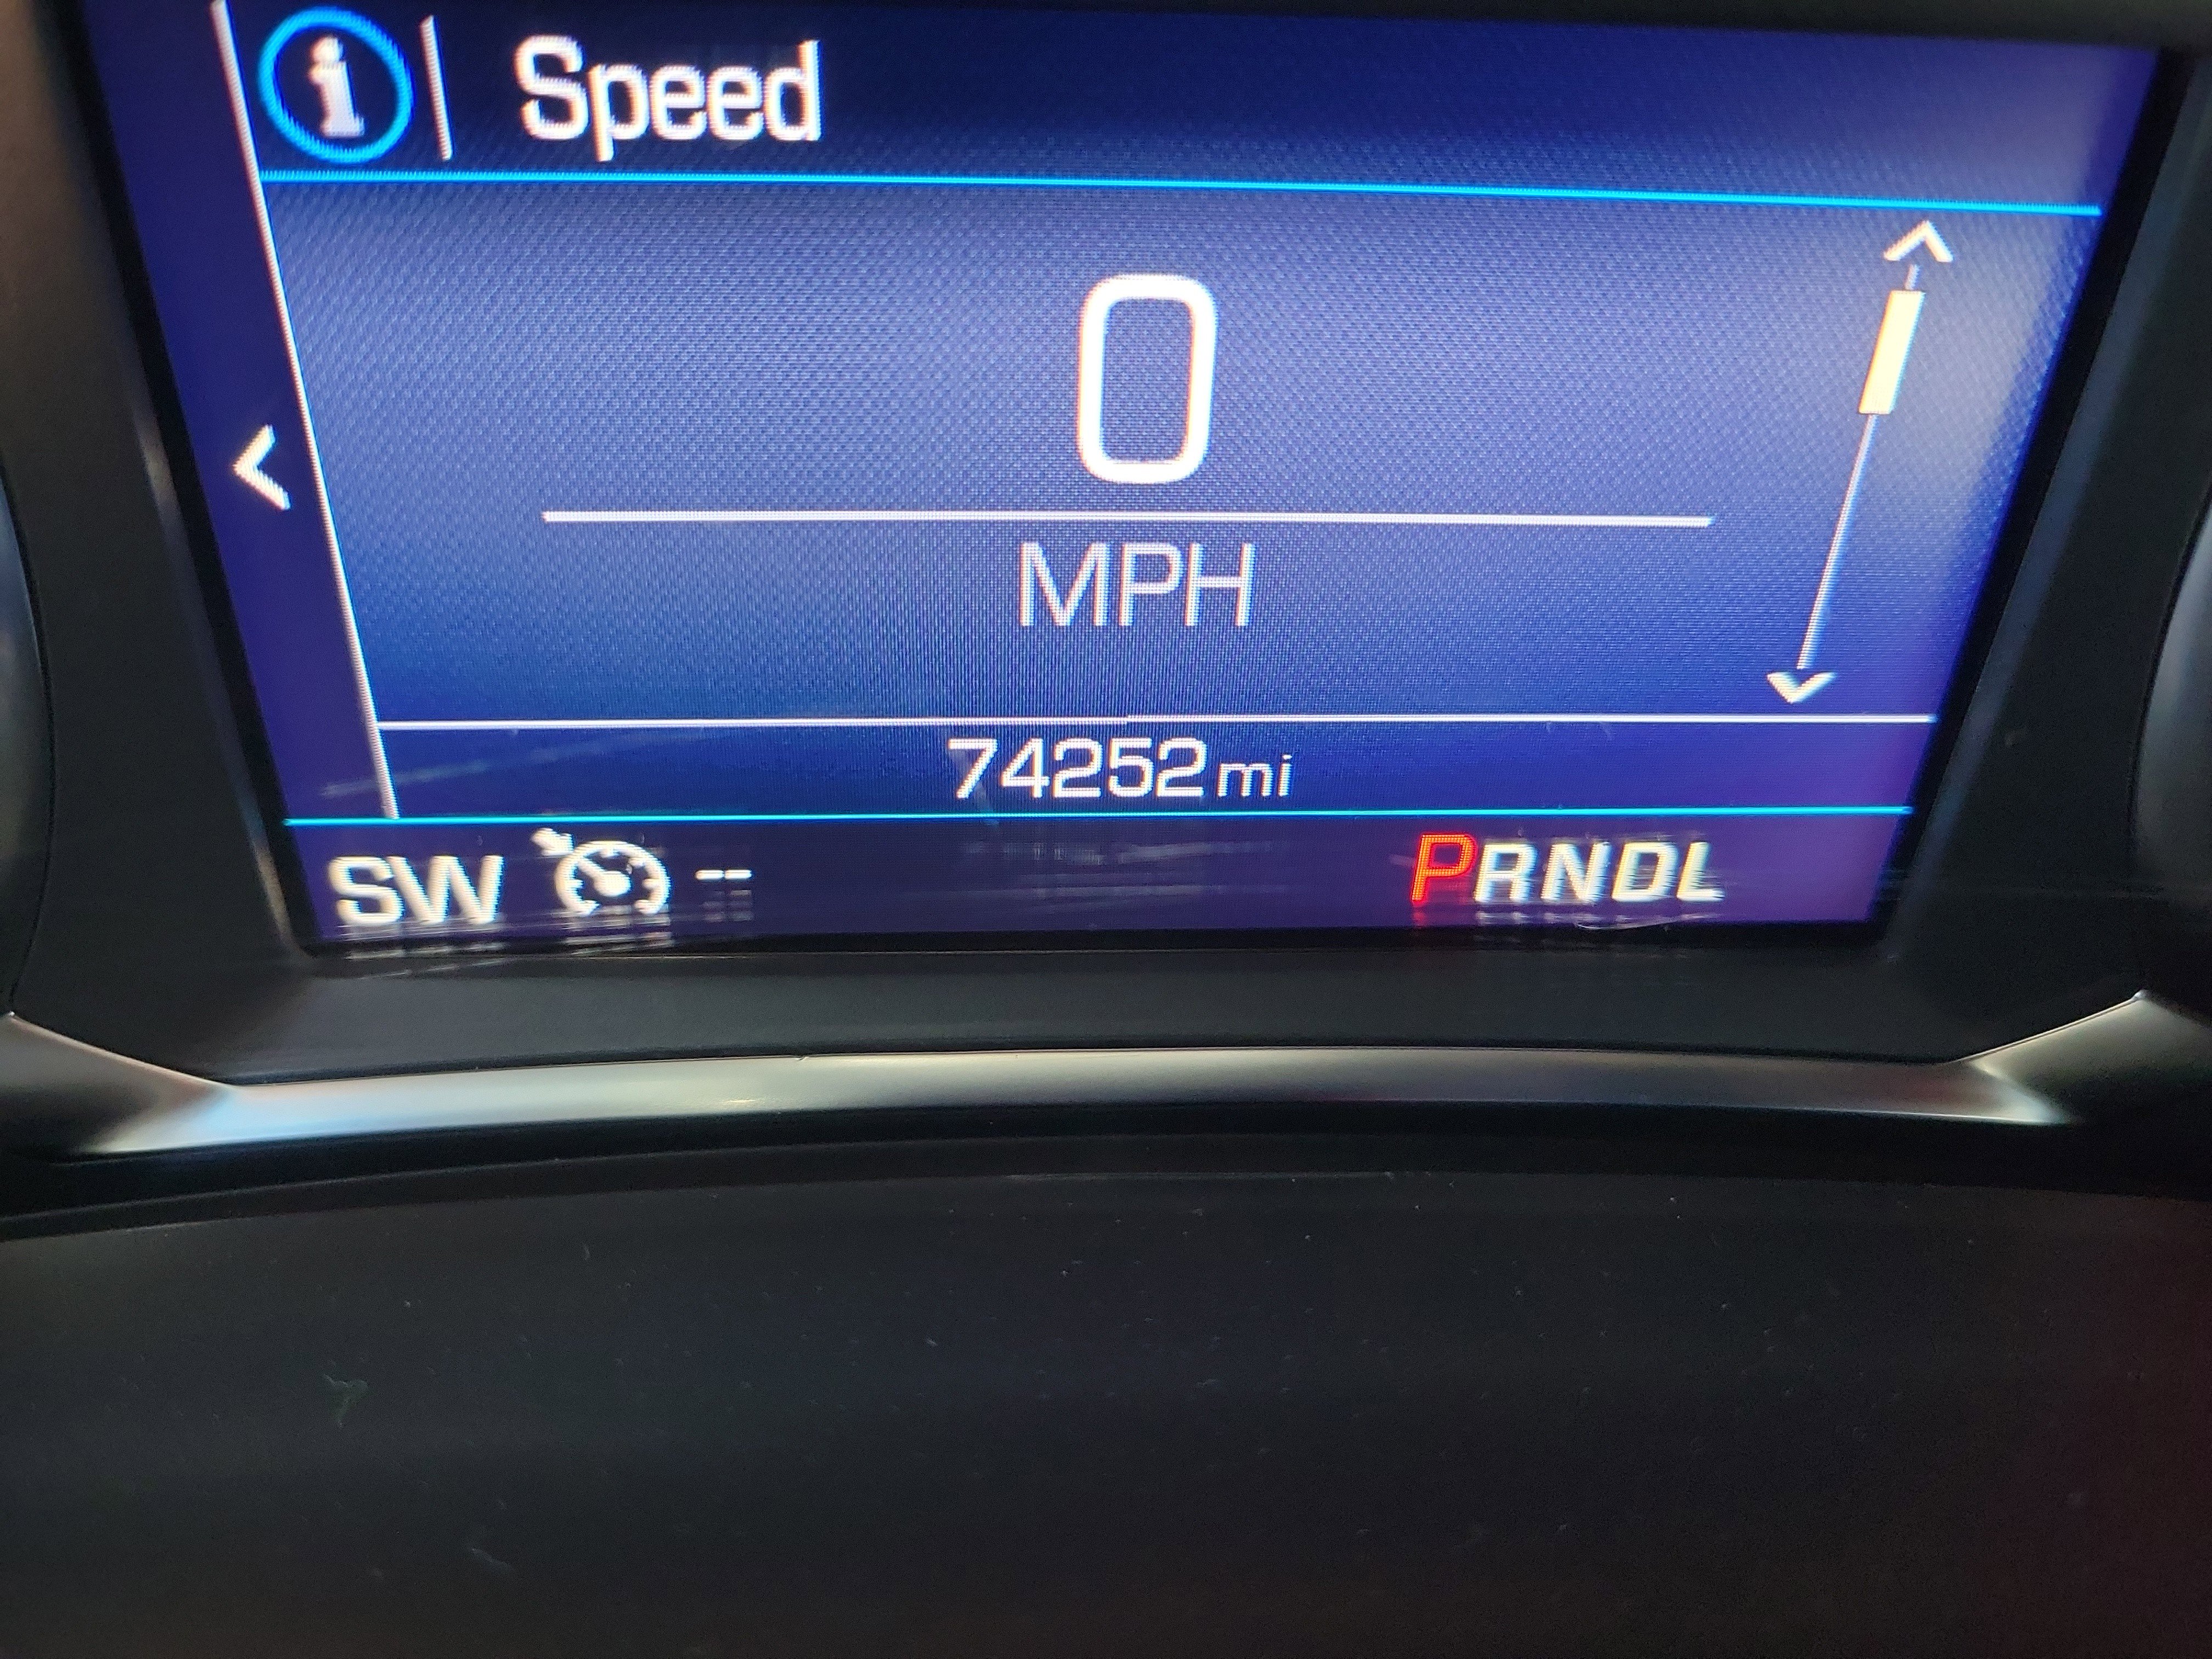 i Speed
0
MPH
74252 mi
SW -- PRNDL